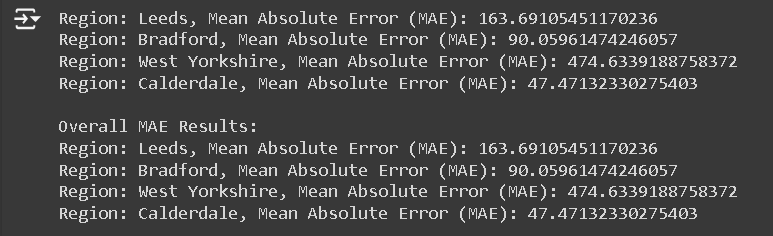 Region: Leeds, Mean Absolute Error (MAE): 163.69105451170236
Region: Bradford, Mean Absolute Error (MAE): 90.05961474246057
Region: West Yorkshire, Mean Absolute Error (MAE): 474.6339188758372
Region: Calderdale, Mean Absolute Error (MAE): 47.47132330275403
Overall MAE Results:
Region: Leeds, Mean Absolute Error (MAE): 163.69105451170236
Region: Bradford, Mean Absolute Error (MAE): 90.05961474246057
Region: West Yorkshire, Mean Absolute Error (MAE): 474.6339188758372
Region: Calderdale, Mean Absolute Error (MAE): 47.47132330275403